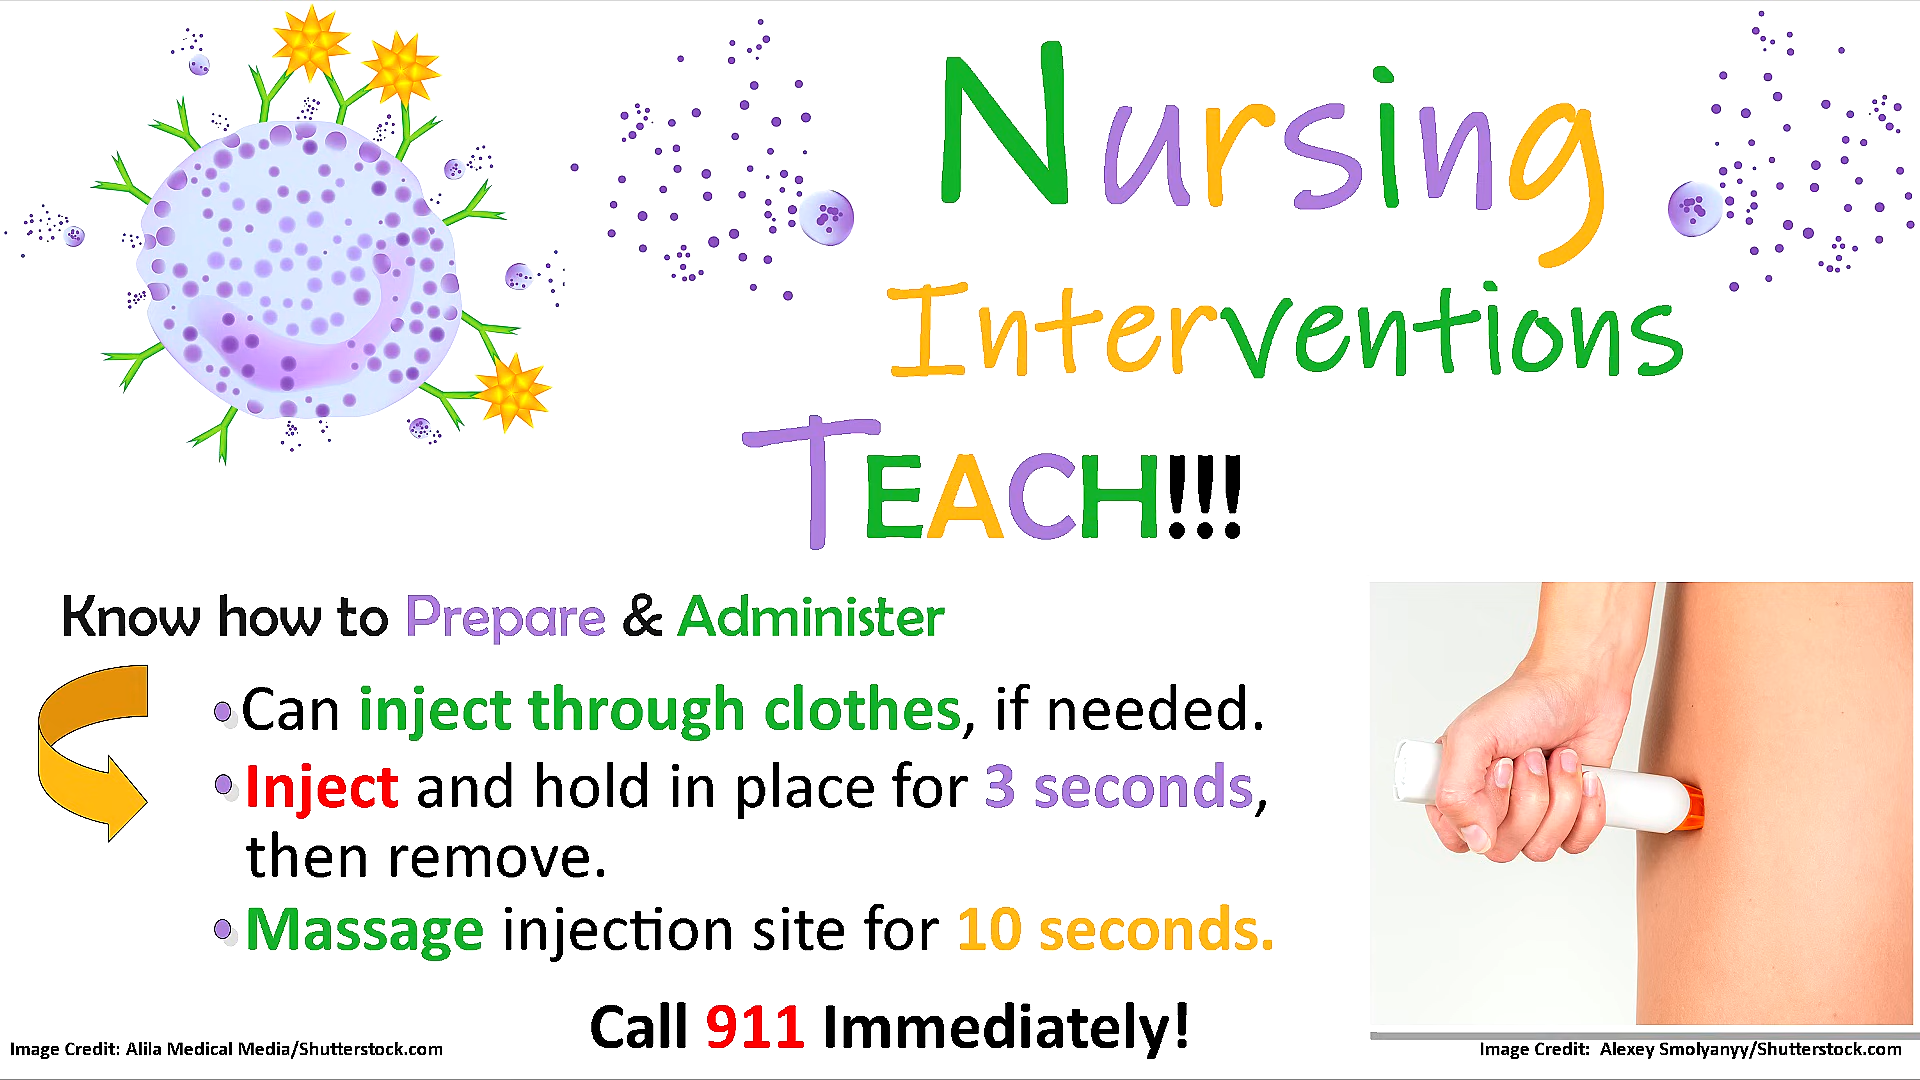 Nursing
Interventions
TEACH!!!
Know how to Prepare & Administer
•Can inject through clothes, if needed.
•Inject and hold in place for 3 seconds,
then remove.
•Massage injection site for 10 seconds.
Call 911 Immediately!
Image Credit: Alila Medical Media/Shutterstock.com
Image Credit: Alexey Smolyanyy/Shutterstock.com